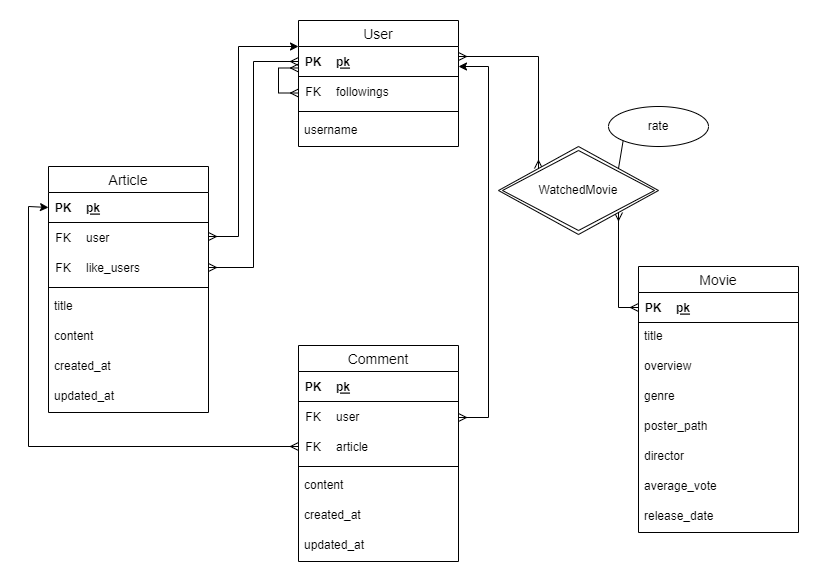 User
PK pk
FK followings
username
rate
WatchedMovie
Article
PK pk
FK user
FK like_users
title
content
created_at
updated_at
Movie
PK pk
title
overview
genre
poster_path
director
average_vote
release_date
Comment
PK pk
FK user
FK article
content
created_at
updated_at